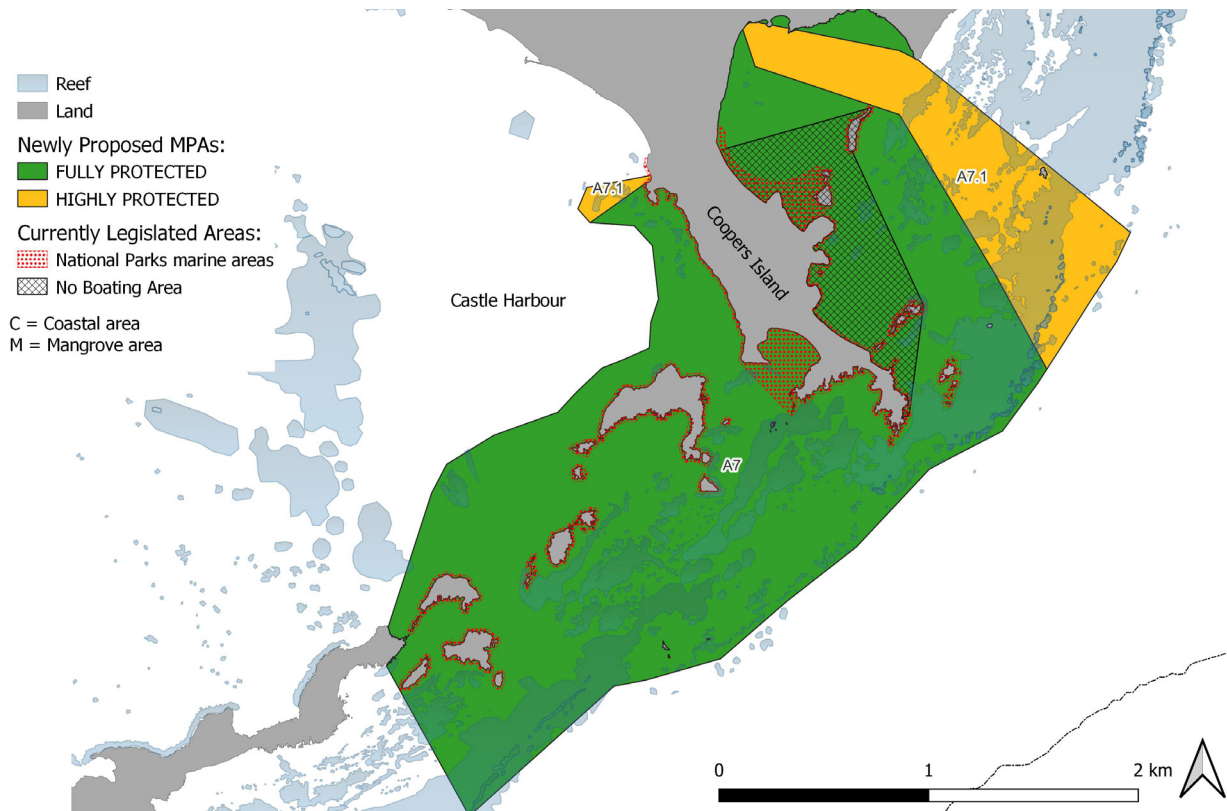 Reef
Land
Newly Proposed MPAs:
FULLY PROTECTED
HIGHLY PROTECTED
Currently Legislated Areas:
National Parks marine areas
No Boating Area
C = Coastal area
M = Mangrove area
A7.1
A7.1
Coopers Island
Castle Harbour
A7
0 1 2 km